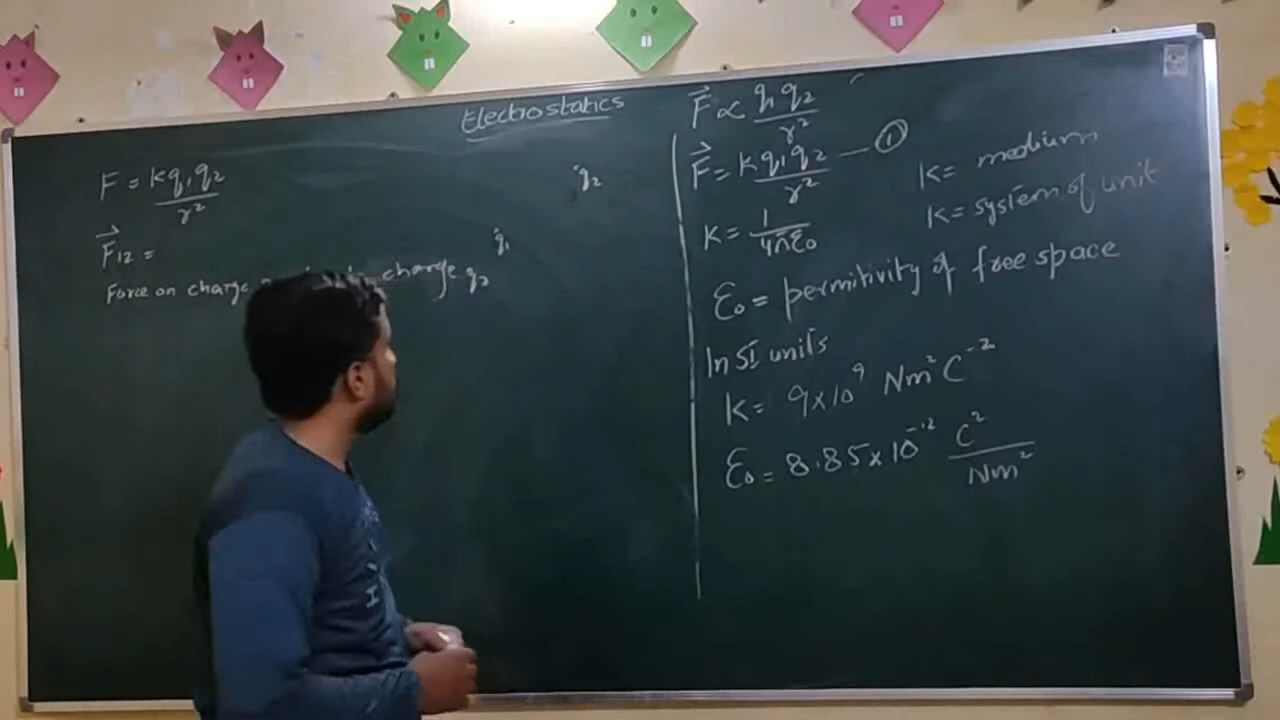 Electrostatics
F = kq₁q₂/r²
F⃗₁₂ =
Force on charge
charge q₂
q₂
q₁
F⃗ ∝ q₁q₂/r²
F⃗ = kq₁q₂/r² — ①
K = 1/4πε₀
K = medium
K = system of unit
ε₀ = permitivity of free space
In SI units
K = 9×10⁹ Nm²C⁻²
ε₀ = 8.85×10⁻¹² C²/Nm²